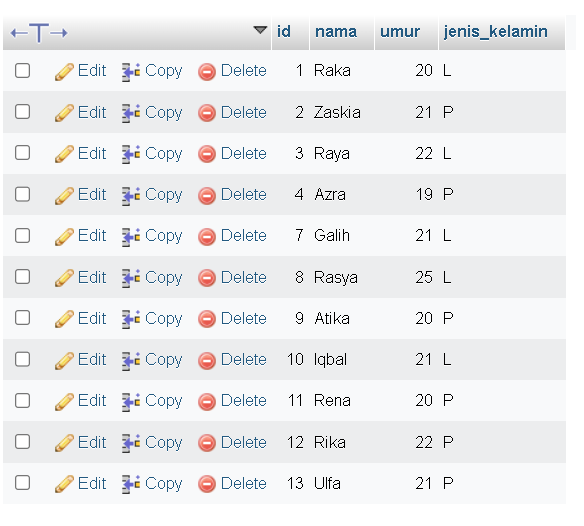 id nama umur jenis_kelamin
Edit Copy Delete 1 Raka 20 L
Edit Copy Delete 2 Zaskia 21 P
Edit Copy Delete 3 Raya 22 L
Edit Copy Delete 4 Azra 19 P
Edit Copy Delete 7 Galih 21 L
Edit Copy Delete 8 Rasya 25 L
Edit Copy Delete 9 Atika 20 P
Edit Copy Delete 10 Iqbal 21 L
Edit Copy Delete 11 Rena 20 P
Edit Copy Delete 12 Rika 22 P
Edit Copy Delete 13 Ulfa 21 P